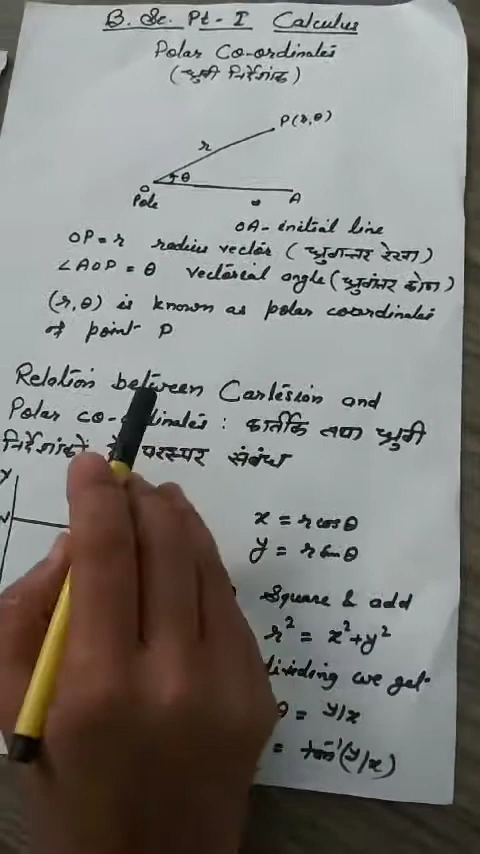 B. Sc. Pt - I Calculus
Polar Co-ordinates
(ध्रुवी निर्देशांक)
P(r,θ)
r
θ
O
A
Pole
OA - initial line
OP = r radius vector (ध्रुवान्तर रेखा)
∠AOP = θ vectorial angle (ध्रुवांतर कोण)
(r,θ) is known as polar coordinates
of point P
Relation between Cartesian and
Polar co-ordinates : कार्तीक तथा ध्रुवी
निर्देशांकों परस्पर संबंध
Y
x = r cos θ
y = r sin θ
Square & add
r² = x² + y²
dividing we get
θ = y/x
= tan⁻¹(y/x)